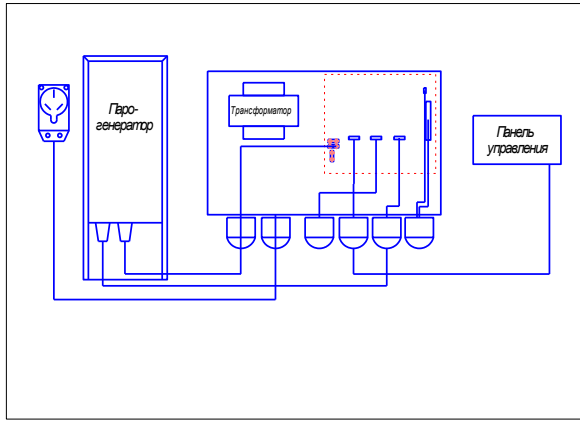 Паро-
генератор
Трансформатор
Панель
управления